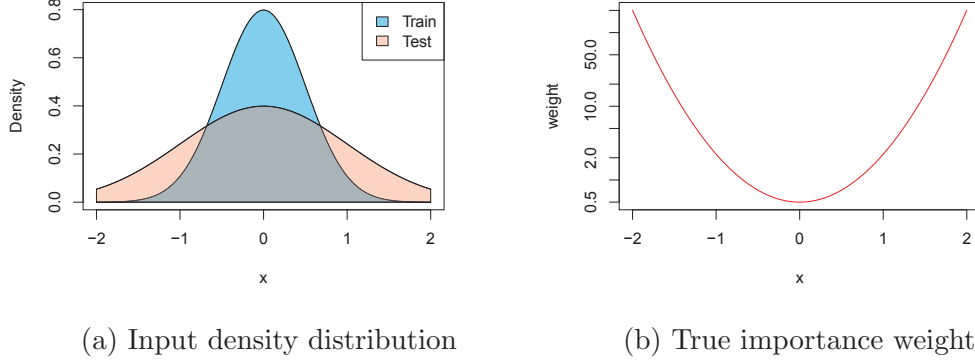 0.8
0.6
0.4
0.2
0.0
Density
Train
Test
−2 −1 0 1 2
x
(a) Input density distribution
50.0
10.0
2.0
0.5
weight
−2 −1 0 1 2
x
(b) True importance weight